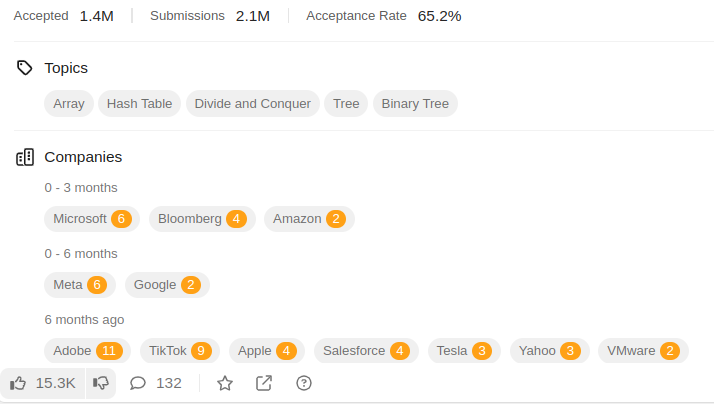 Accepted 1.4M Submissions 2.1M Acceptance Rate 65.2%
Topics
Array Hash Table Divide and Conquer Tree Binary Tree
Companies
0 - 3 months
Microsoft 6 Bloomberg 4 Amazon 2
0 - 6 months
Meta 6 Google 2
6 months ago
Adobe 11 TikTok 9 Apple 4 Salesforce 4 Tesla 3 Yahoo 3 VMware 2
15.3K 132 ?